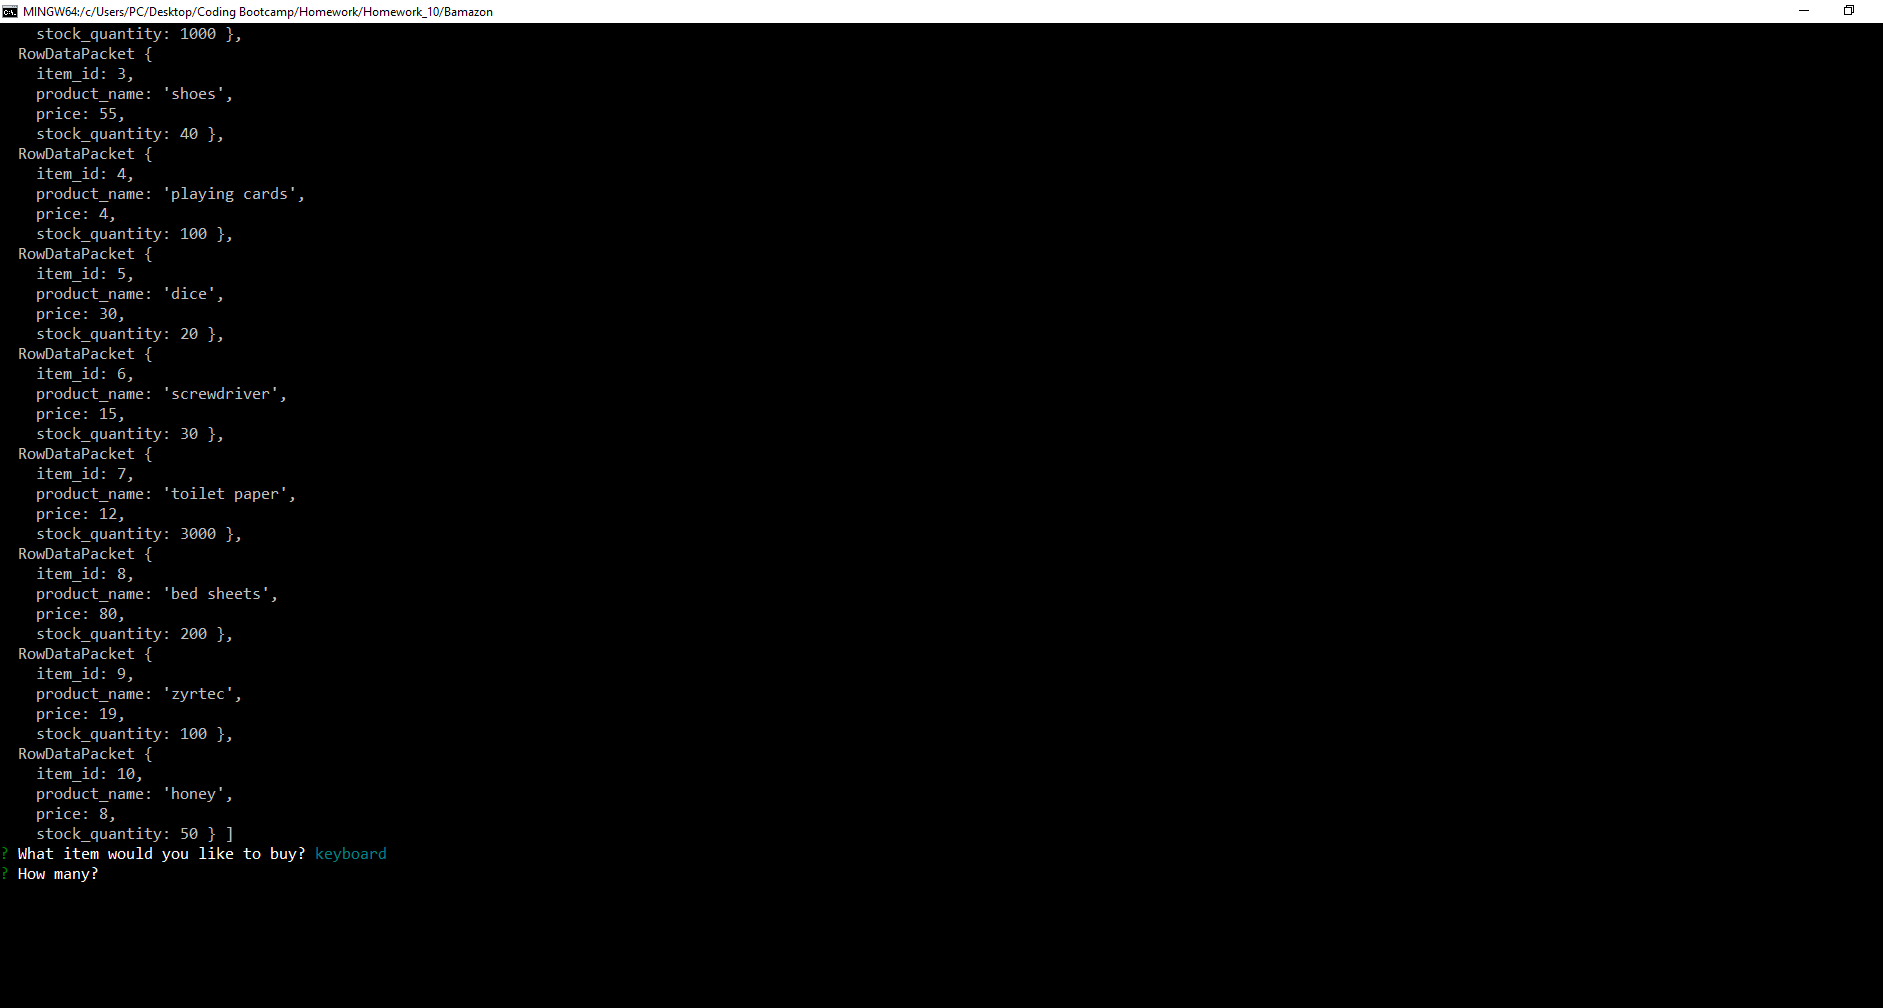 MINGW64:/c/Users/PC/Desktop/Coding Bootcamp/Homework/Homework_10/Bamazon
    stock_quantity: 1000 },
  RowDataPacket {
    item_id: 3,
    product_name: 'shoes',
    price: 55,
    stock_quantity: 40 },
  RowDataPacket {
    item_id: 4,
    product_name: 'playing cards',
    price: 4,
    stock_quantity: 100 },
  RowDataPacket {
    item_id: 5,
    product_name: 'dice',
    price: 30,
    stock_quantity: 20 },
  RowDataPacket {
    item_id: 6,
    product_name: 'screwdriver',
    price: 15,
    stock_quantity: 30 },
  RowDataPacket {
    item_id: 7,
    product_name: 'toilet paper',
    price: 12,
    stock_quantity: 3000 },
  RowDataPacket {
    item_id: 8,
    product_name: 'bed sheets',
    price: 80,
    stock_quantity: 200 },
  RowDataPacket {
    item_id: 9,
    product_name: 'zyrtec',
    price: 19,
    stock_quantity: 100 },
  RowDataPacket {
    item_id: 10,
    product_name: 'honey',
    price: 8,
    stock_quantity: 50 } ]
? What item would you like to buy? keyboard
? How many?